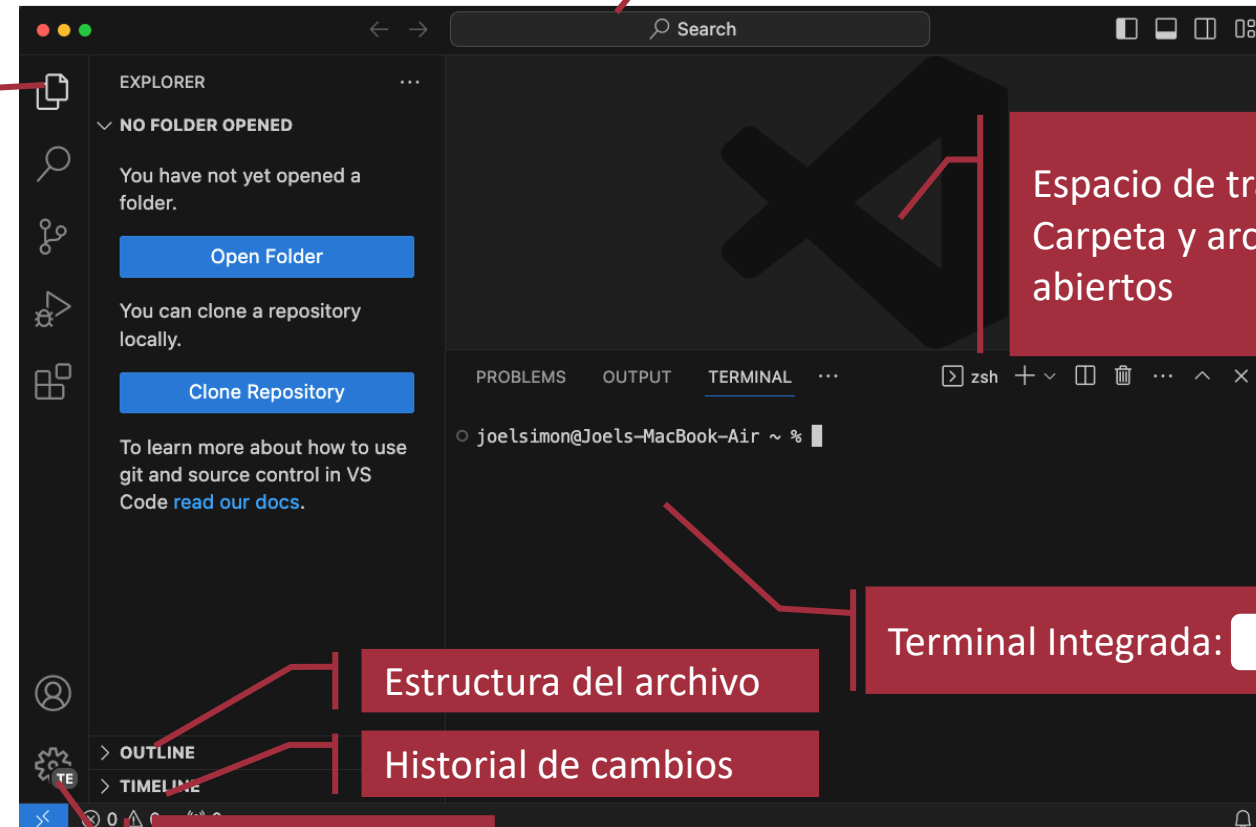 Search
EXPLORER
NO FOLDER OPENED
You have not yet opened a
folder.
Open Folder
You can clone a repository
locally.
Clone Repository
To learn more about how to use
git and source control in VS
Code read our docs.
OUTLINE
TIMELINE
TE
0
Espacio de
Carpeta y
abiertos
PROBLEMS OUTPUT TERMINAL ...
zsh
joelsimon@Joels-MacBook-Air ~ %
Terminal Integrada:
Estructura del archivo
Historial de cambios